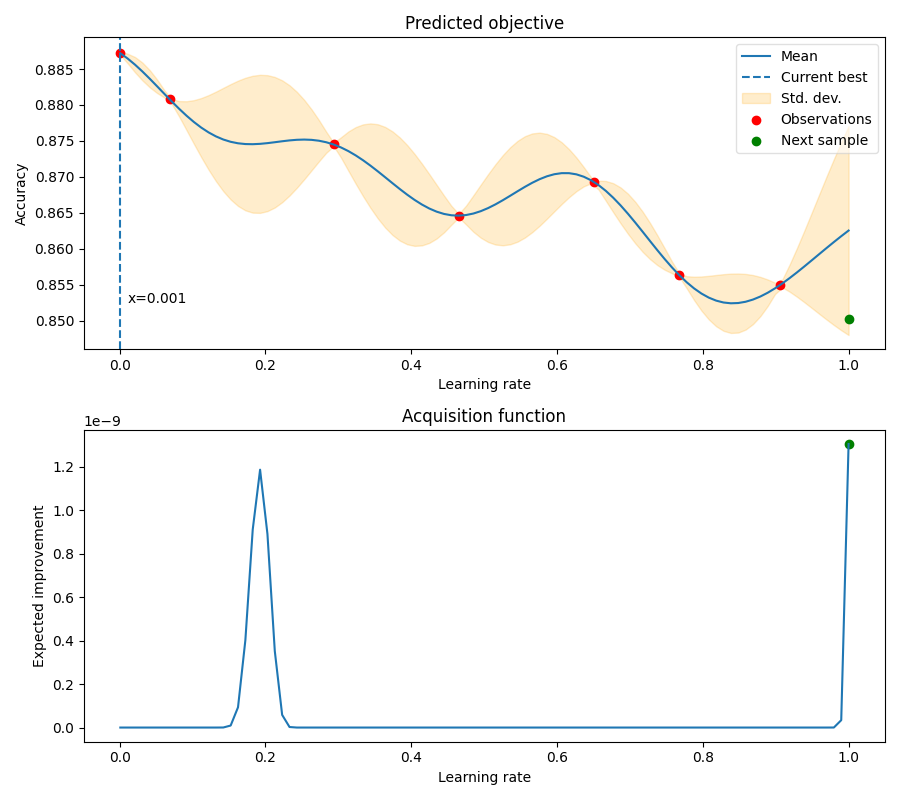 Predicted objective
Accuracy
0.885
0.880
0.875
0.870
0.865
0.860
0.855
0.850
Mean
Current best
Std. dev.
Observations
Next sample
x=0.001
0.0 0.2 0.4 0.6 0.8 1.0
Learning rate
Acquisition function
1e−9
Expected improvement
1.2
1.0
0.8
0.6
0.4
0.2
0.0
0.0 0.2 0.4 0.6 0.8 1.0
Learning rate